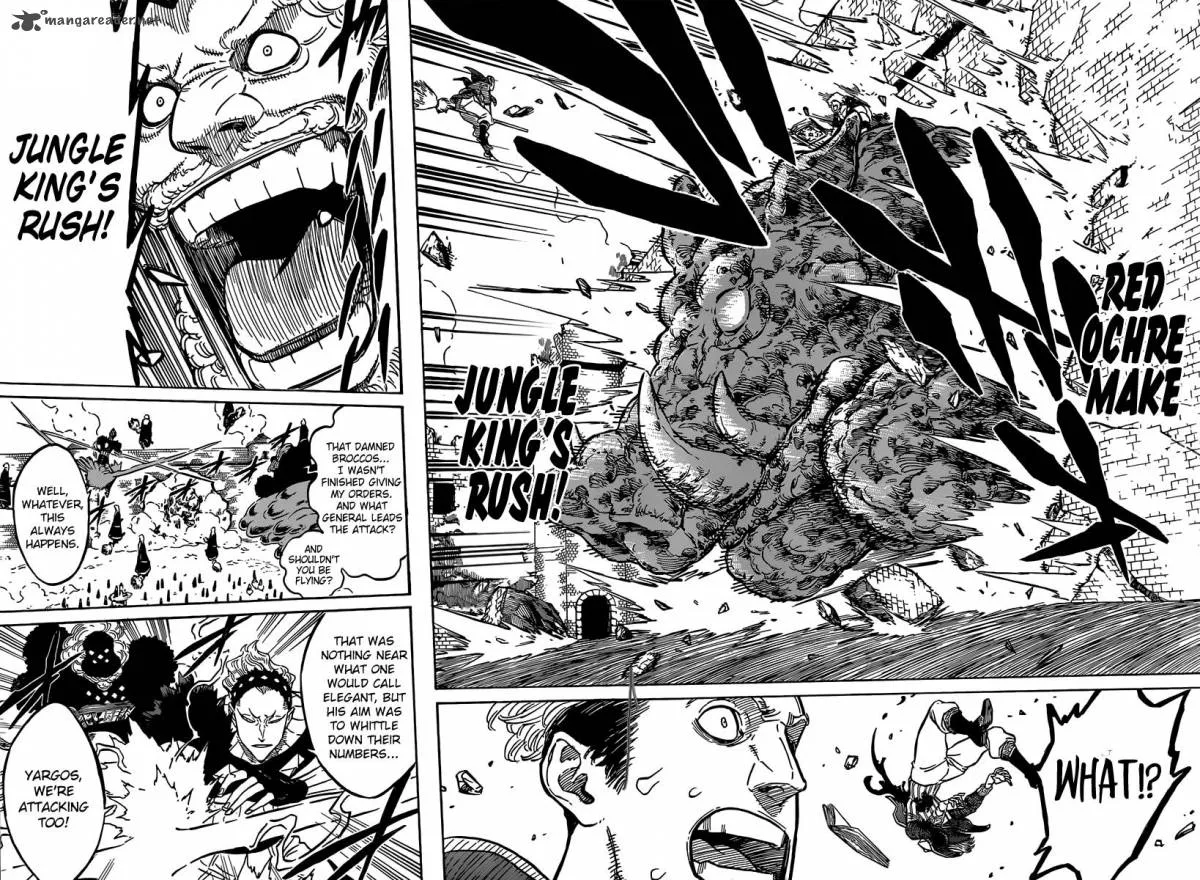 RED
OCHRE
MAKE
JUNGLE
KING'S
RUSH!
WHAT!?
JUNGLE
KING'S
RUSH!
THAT DAMNED
BROCCOS...
I WASN'T
FINISHED GIVING
MY ORDERS.
AND WHAT
GENERAL LEADS
THE ATTACK?
AND
SHOULDN'T
YOU BE
FLYING?
WELL,
WHATEVER,
THIS
ALWAYS
HAPPENS.
THAT WAS
NOTHING NEAR
WHAT ONE
WOULD CALL
ELEGANT, BUT
HIS AIM WAS
TO WHITTLE
DOWN THEIR
NUMBERS...
YARGOS,
WE'RE
ATTACKING
TOO!
mangareader.net